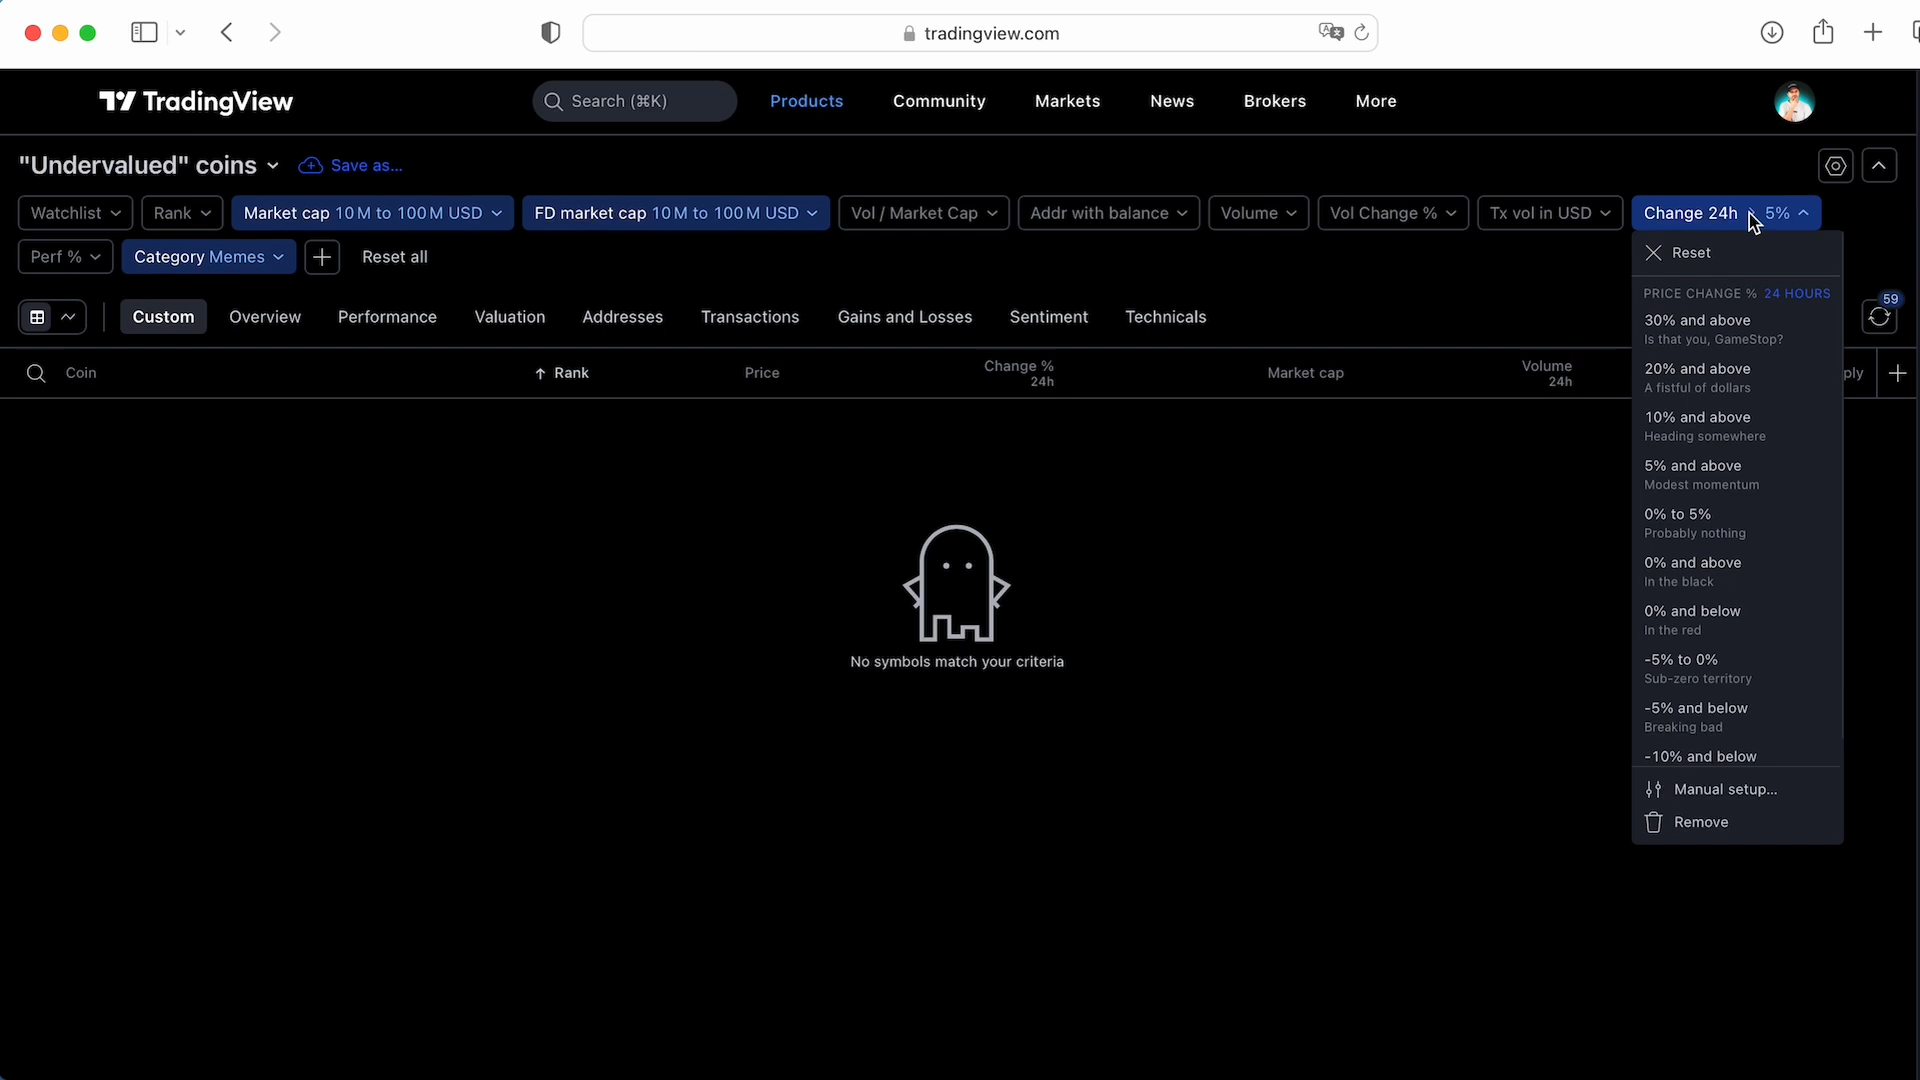 tradingview.com
TradingView
Search (⌘K)
Products
Community
Markets
News
Brokers
More
"Undervalued" coins
Save as...
Watchlist
Rank
Market cap 10 M to 100 M USD
FD market cap 10 M to 100 M USD
Vol / Market Cap
Addr with balance
Volume
Vol Change %
Tx vol in USD
Change 24h > 5%
Perf %
Category Memes
Reset all
Custom
Overview
Performance
Valuation
Addresses
Transactions
Gains and Losses
Sentiment
Technicals
59
Coin
Rank
Price
Change %
24h
Market cap
Volume
24h
ply
No symbols match your criteria
Reset
PRICE CHANGE % 24 HOURS
30% and above
Is that you, GameStop?
20% and above
A fistful of dollars
10% and above
Heading somewhere
5% and above
Modest momentum
0% to 5%
Probably nothing
0% and above
In the black
0% and below
In the red
-5% to 0%
Sub-zero territory
-5% and below
Breaking bad
-10% and below
Manual setup...
Remove